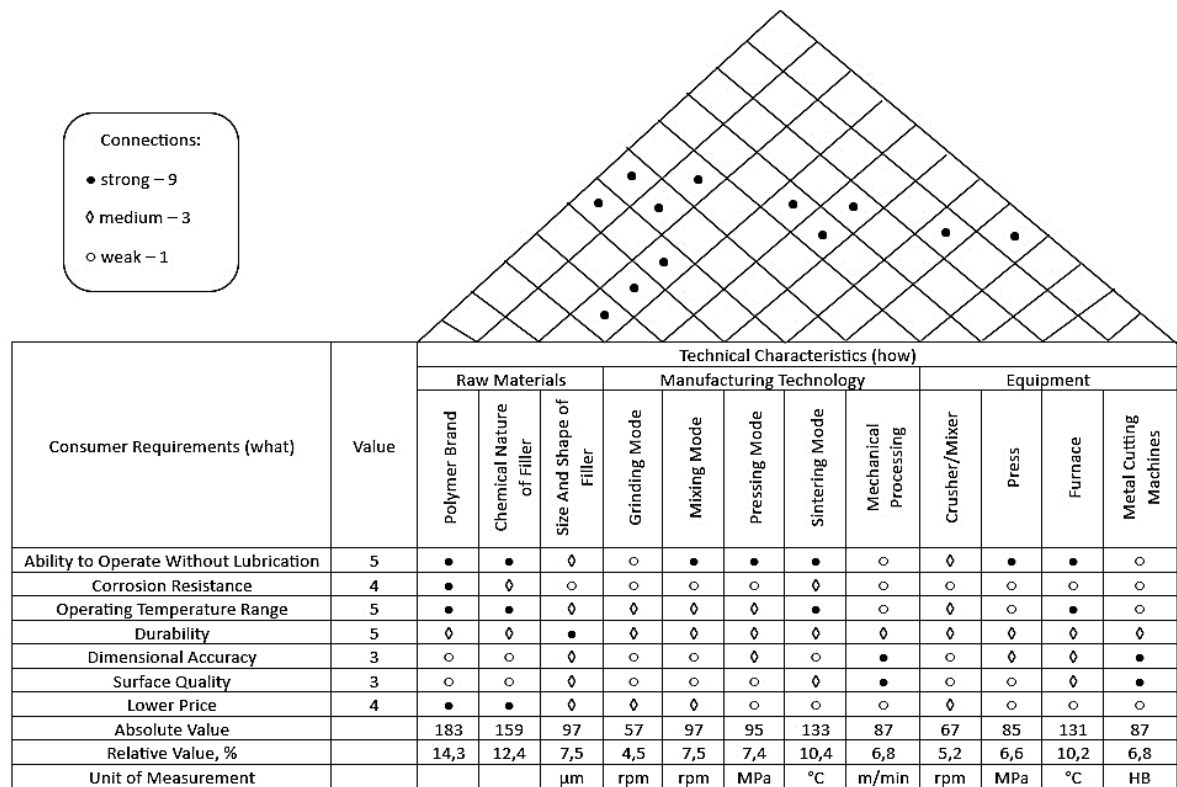 Connections:
● strong – 9
◊ medium – 3
○ weak – 1
Technical Characteristics (how)
Raw Materials Manufacturing Technology Equipment
Consumer Requirements (what) Value
Polymer Brand
Chemical Nature
of Filler
Size And Shape of
Filler
Grinding Mode
Mixing Mode
Pressing Mode
Sintering Mode
Mechanical
Processing
Crusher/Mixer
Press
Furnace
Metal Cutting
Machines
Ability to Operate Without Lubrication 5 ● ● ◊ ○ ● ● ● ○ ◊ ● ● ○
Corrosion Resistance 4 ● ◊ ○ ○ ○ ○ ◊ ○ ○ ○ ○ ○
Operating Temperature Range 5 ● ● ◊ ◊ ◊ ◊ ● ○ ◊ ○ ● ○
Durability 5 ◊ ◊ ● ◊ ◊ ◊ ◊ ◊ ◊ ◊ ◊ ◊
Dimensional Accuracy 3 ○ ○ ◊ ○ ○ ◊ ○ ● ○ ◊ ◊ ●
Surface Quality 3 ○ ○ ◊ ○ ○ ○ ◊ ● ○ ○ ◊ ●
Lower Price 4 ● ● ◊ ◊ ◊ ○ ○ ○ ○ ○ ○ ○
Absolute Value 183 159 97 57 97 95 133 87 67 85 131 87
Relative Value, % 14,3 12,4 7,5 4,5 7,5 7,4 10,4 6,8 5,2 6,6 10,2 6,8
Unit of Measurement μm rpm rpm MPa °C m/min rpm MPa °C HB